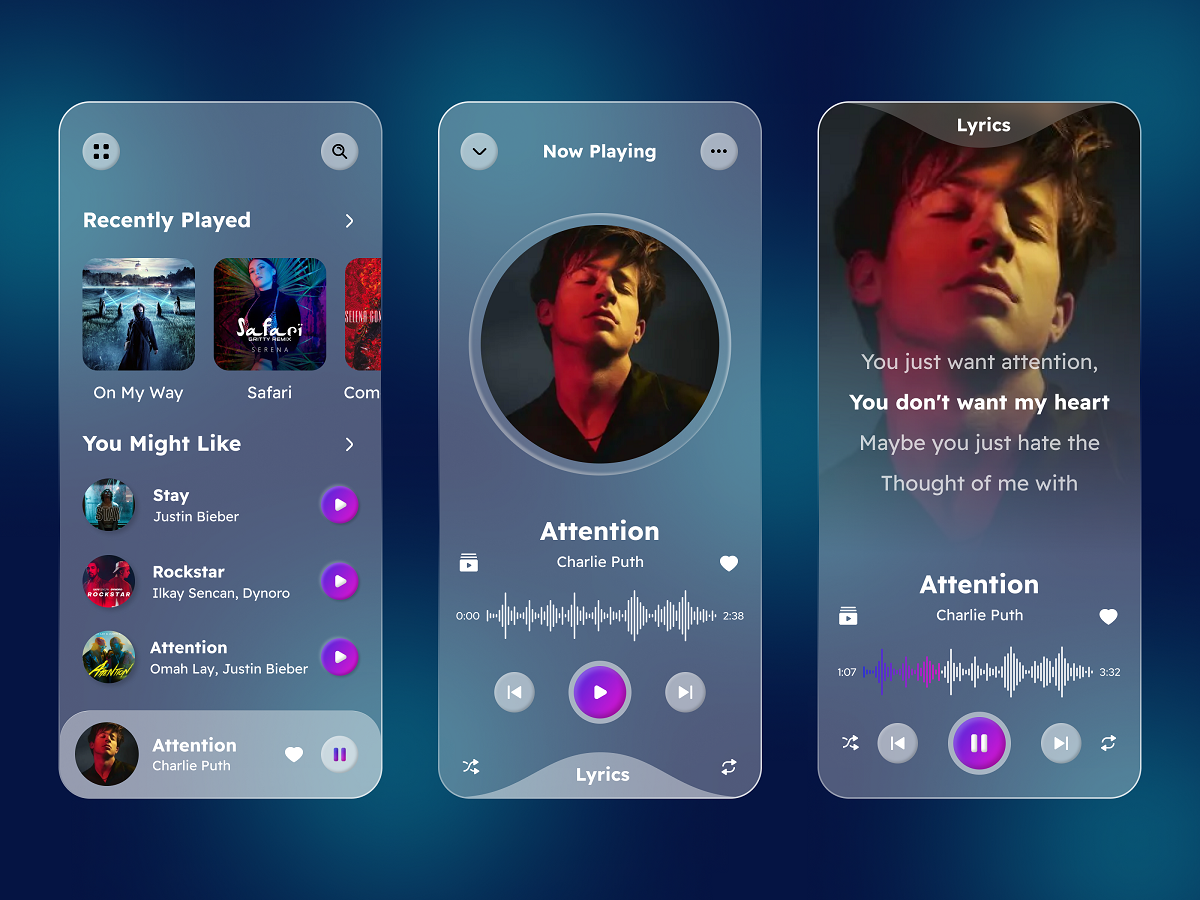 Recently Played
Safari
GRITTY REMIX
SERENA
SELENA GOM
On My Way
Safari
Com
You Might Like
STAY
Stay
Justin Bieber
ROCKSTAR
Rockstar
Ilkay Sencan, Dynoro
Attention
Attention
Omah Lay, Justin Bieber
Attention
Charlie Puth
Now Playing
Attention
Charlie Puth
0:00
2:38
Lyrics
Lyrics
You just want attention,
You don't want my heart
Maybe you just hate the
Thought of me with
Attention
Charlie Puth
1:07
3:32